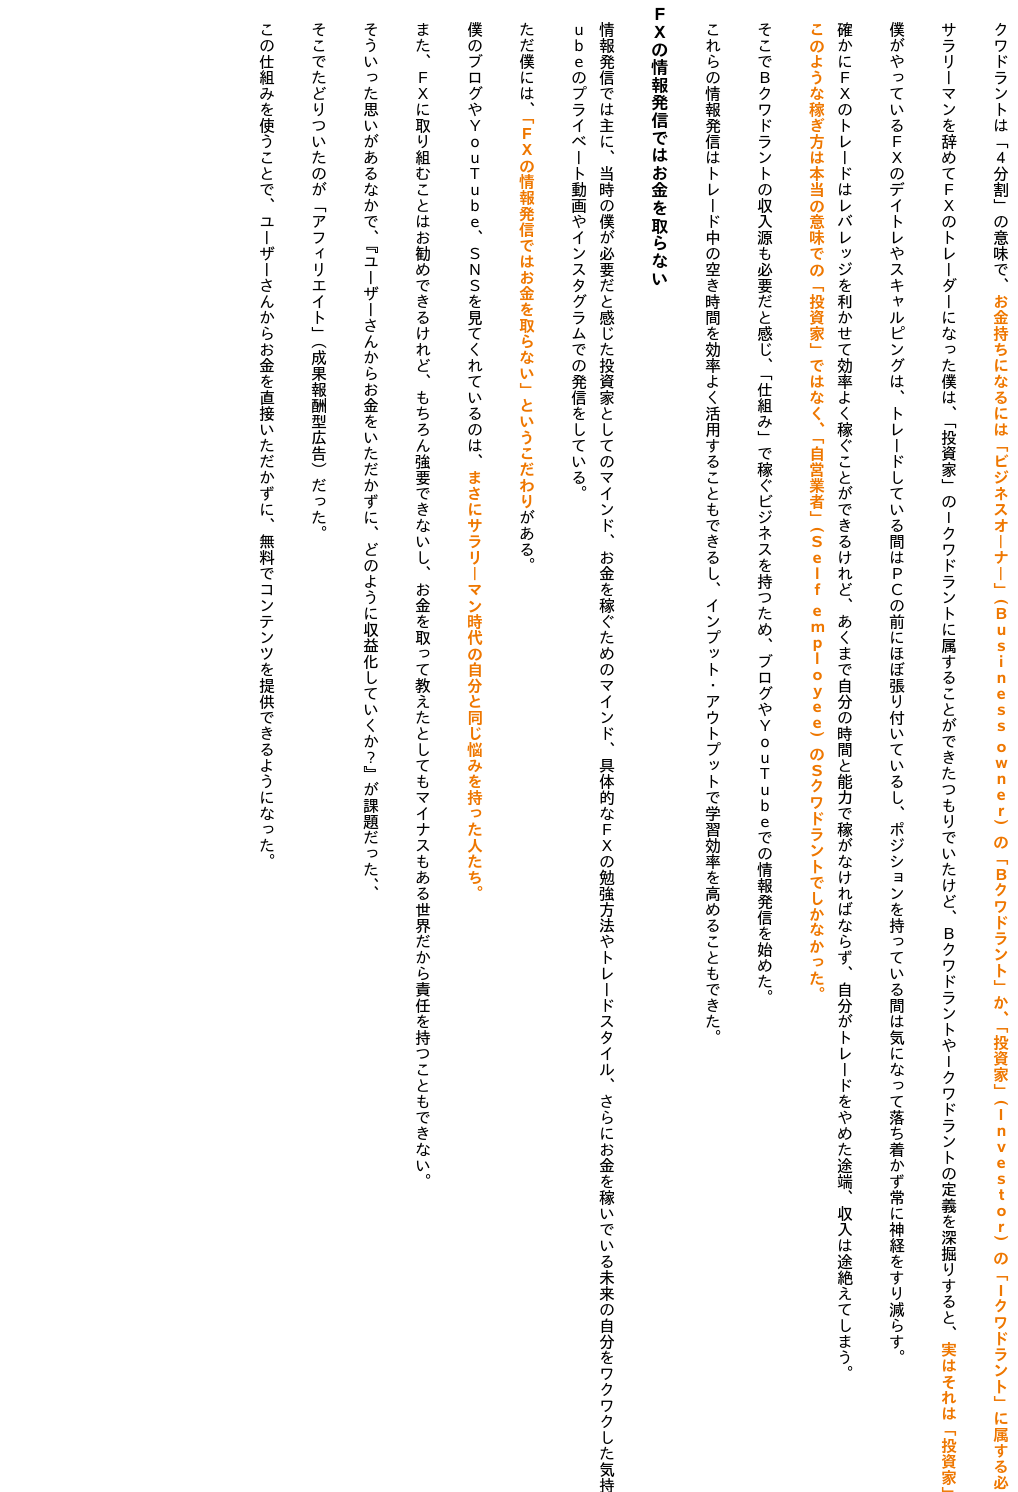 クワドラントは「４分割」の意味で、お金持ちになるには「ビジネスオーナー」（Ｂｕｓｉｎｅｓｓ ｏｗｎｅｒ）の「Ｂクワドラント」か、「投資家」（Ｉｎｖｅｓｔｏｒ）の「Ｉクワドラント」に属する必
サラリーマンを辞めてＦＸのトレーダーになった僕は、「投資家」のＩクワドラントに属することができたつもりでいたけど、ＢクワドラントやＩクワドラントの定義を深掘りすると、実はそれは「投資家」
僕がやっているＦＸのデイトレやスキャルピングは、トレードしている間はＰＣの前にほぼ張り付いているし、ポジションを持っている間は気になって落ち着かず常に神経をすり減らす。
確かにＦＸのトレードはレバレッジを利かせて効率よく稼ぐことができるけれど、あくまで自分の時間と能力で稼がなければならず、自分がトレードをやめた途端、収入は途絶えてしまう。
このような稼ぎ方は本当の意味での「投資家」ではなく、「自営業者」（Ｓｅｌｆ ｅｍｐｌｏｙｅｅ）のＳクワドラントでしかなかった。
そこでＢクワドラントの収入源も必要だと感じ、「仕組み」で稼ぐビジネスを持つため、ブログやＹｏｕＴｕｂｅでの情報発信を始めた。
これらの情報発信はトレード中の空き時間を効率よく活用することもできるし、インプット・アウトプットで学習効率を高めることもできた。
ＦＸの情報発信ではお金を取らない
情報発信では主に、当時の僕が必要だと感じた投資家としてのマインド、お金を稼ぐためのマインド、具体的なＦＸの勉強方法やトレードスタイル、さらにお金を稼いでいる未来の自分をワクワクした気持
ｕｂｅのプライベート動画やインスタグラムでの発信をしている。
ただ僕には、「ＦＸの情報発信ではお金を取らない」というこだわりがある。
僕のブログやＹｏｕＴｕｂｅ、ＳＮＳを見てくれているのは、まさにサラリーマン時代の自分と同じ悩みを持った人たち。
また、ＦＸに取り組むことはお勧めできるけれど、もちろん強要できないし、お金を取って教えたとしてもマイナスもある世界だから責任を持つこともできない。
そういった思いがあるなかで、『ユーザーさんからお金をいただかずに、どのように収益化していくか？』が課題だった、、
そこでたどりついたのが「アフィリエイト」（成果報酬型広告）だった。
この仕組みを使うことで、ユーザーさんからお金を直接いただかずに、無料でコンテンツを提供できるようになった。